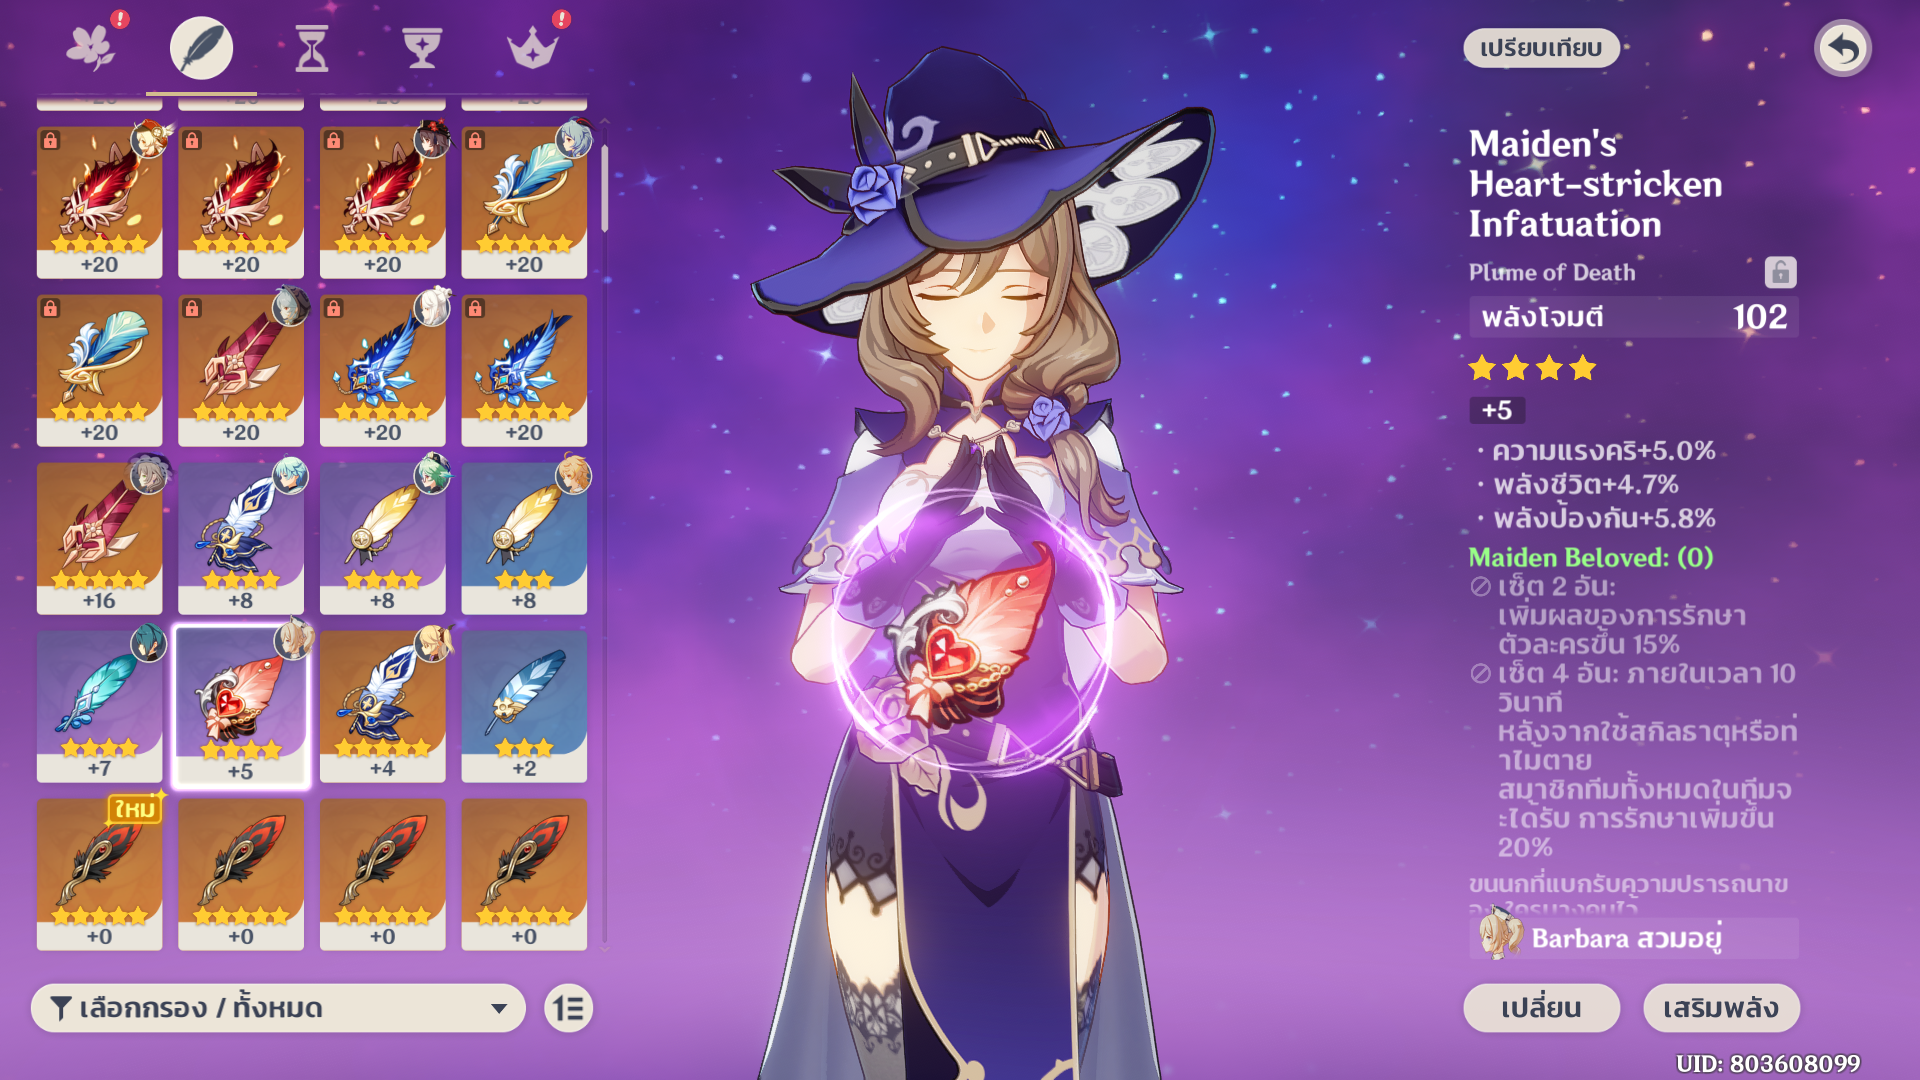 เปรียบเทียบ
+20
+20
+20
+20
+20
+20
+20
+20
+16
+8
+8
+8
+7
+5
+4
+2
ใหม่
+0
+0
+0
+0
เลือกกรอง / ทั้งหมด
Maiden's
Heart-stricken
Infatuation
Plume of Death
พลังโจมตี 102
+5
· ความแรงคริ+5.0%
· พลังชีวิต+4.7%
· พลังป้องกัน+5.8%
Maiden Beloved: (0)
เซ็ต 2 อัน:
เพิ่มผลของการรักษา
ตัวละครขึ้น 15%
เซ็ต 4 อัน: ภายในเวลา 10
วินาที
หลังจากใช้สกิลธาตุหรือท่
าไม้ตาย
สมาชิกทีมทั้งหมดในทีมจ
ะได้รับ การรักษาเพิ่มขึ้น
20%
ขนนกที่แบกรับความปรารถนาข
Barbara สวมอยู่
เปลี่ยน
เสริมพลัง
UID: 803608099